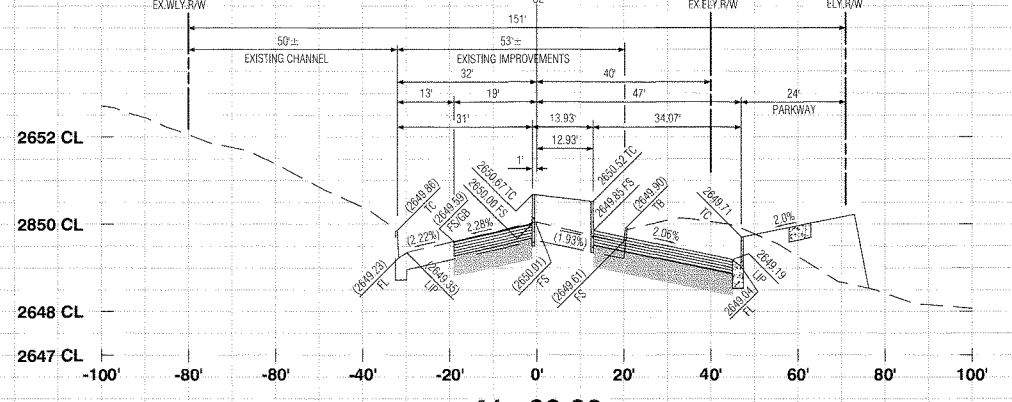 EX.WLY.R/W
EX.ELY.R/W
ELY.R/W
151'
50'±
53'±
EXISTING CHANNEL
EXISTING IMPROVEMENTS
32'
40'
13'
19'
47'
24'
PARKWAY
31'
13.93'
34.07'
12.93'
1'
2652 CL
2650 CL
2648 CL
2647 CL
(2649.86)
TC
(2649.59)
FS/GB
2650.67 TC
2650.00 FS
2.28%
(2.22%)
2650.52 TC
2649.85 FS
(2649.90)
TB
2649.71
TC
2.0%
(1.93%)
2.06%
(2649.23)
FL
(2649.35)
LIP
(2650.01)
FS
(2649.61)
FS
2649.19
LIP
2649.04
FL
-100'
-80'
-60'
-40'
-20'
0'
20'
40'
60'
80'
100'